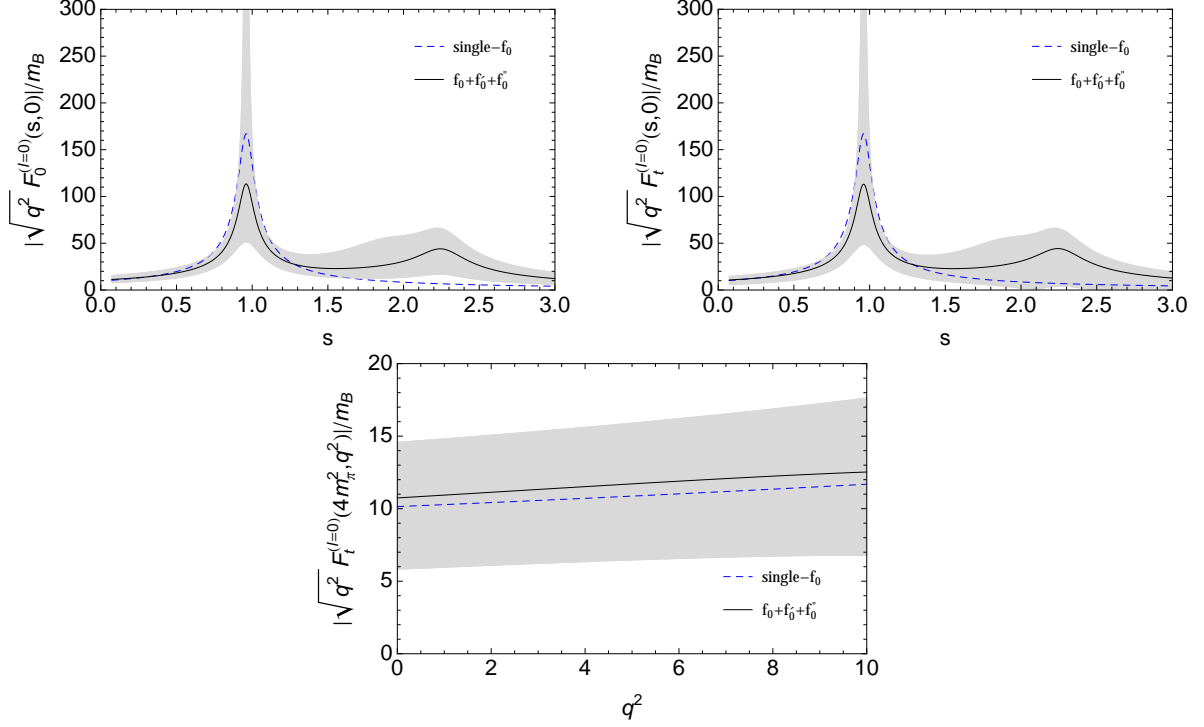 300
250
200
150
100
50
0
0.0 0.5 1.0 1.5 2.0 2.5 3.0
s
|√q² F₀^(I=0)(s,0)|/m_B
single−f₀
f₀+f₀′+f₀″
300
250
200
150
100
50
0
0.0 0.5 1.0 1.5 2.0 2.5 3.0
s
|√q² F_t^(I=0)(s,0)|/m_B
single−f₀
f₀+f₀′+f₀″
20
15
10
5
0
0 2 4 6 8 10
q²
|√q² F_t^(I=0)(4m_π²,q²)|/m_B
single−f₀
f₀+f₀′+f₀″